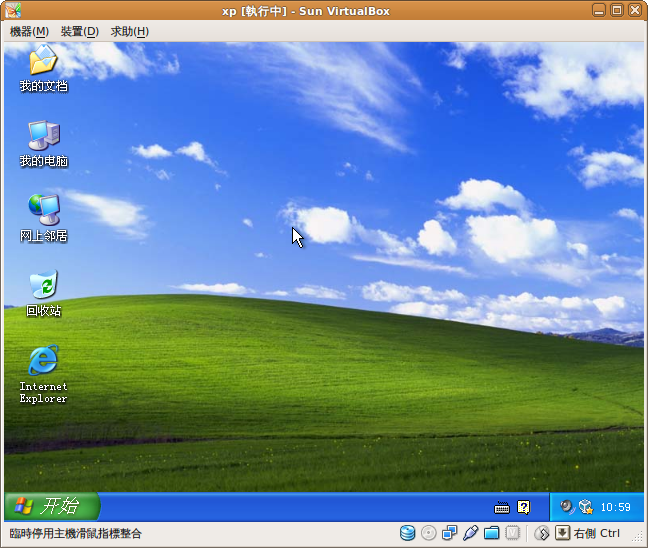 xp [執行中] - Sun VirtualBox
機器(M) 裝置(D) 求助(H)
我的文档
我的电脑
网上邻居
回收站
Internet
Explorer
开始
10:59
臨時停用主機滑鼠指標整合
右側 Ctrl